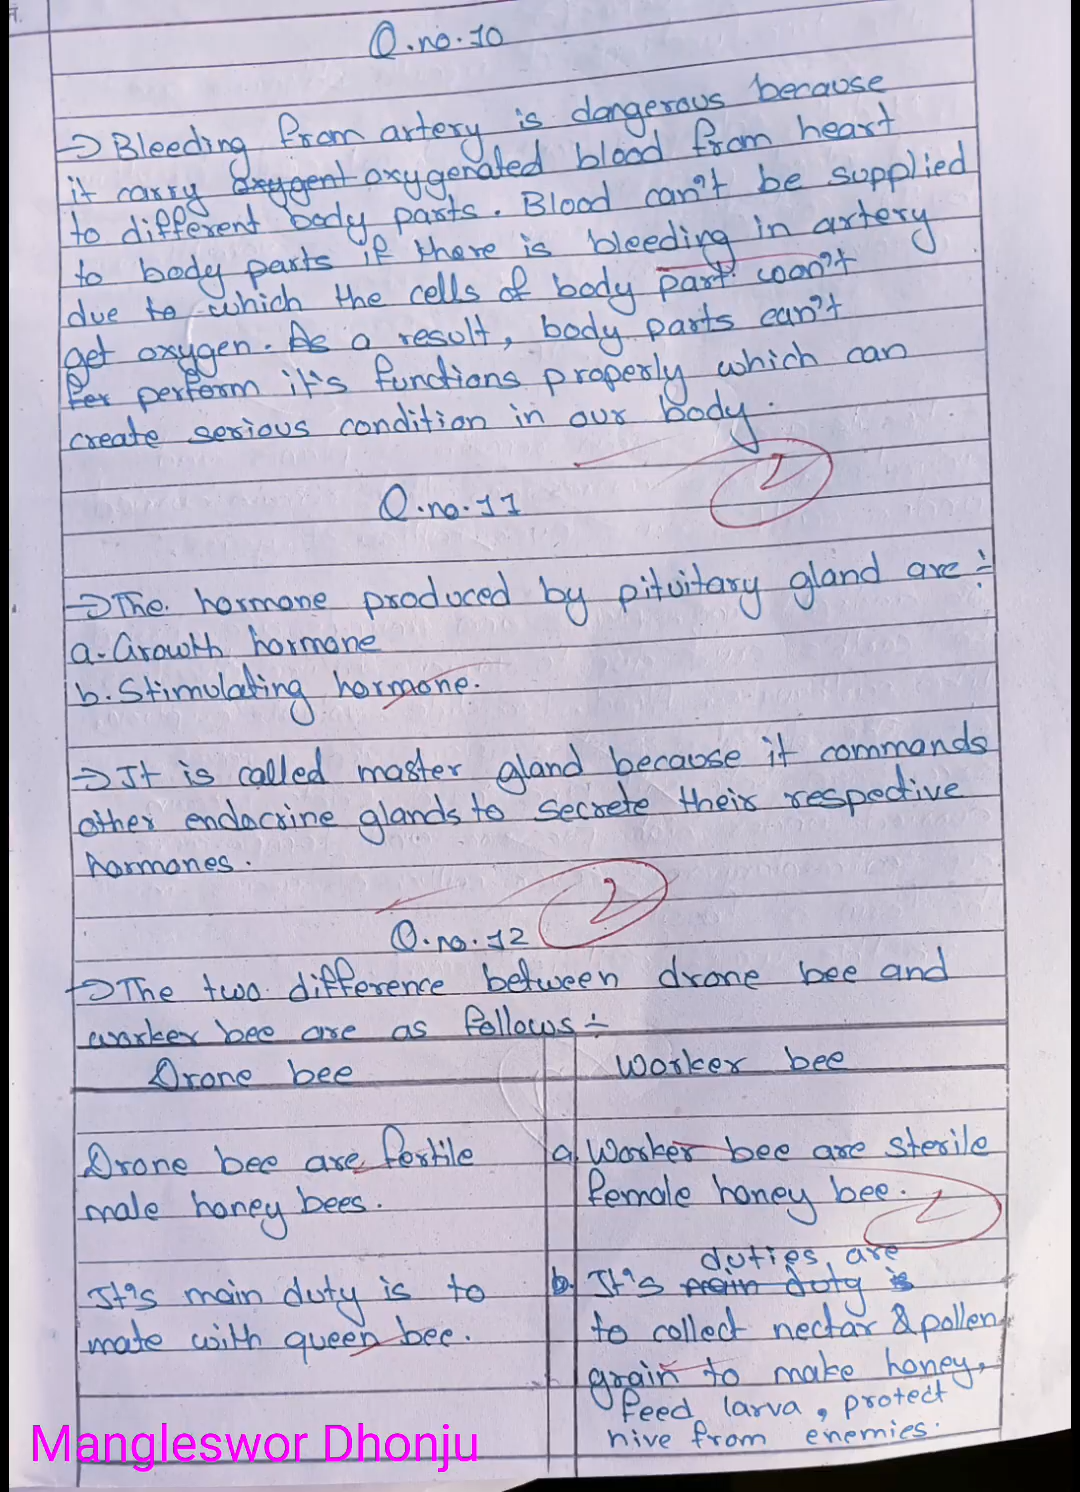 Q.no.10
→ Bleeding from artery is dangerous because
it carry oxygent oxygenated blood from heart
to different body parts. Blood can't be supplied
to body parts if there is bleeding in artery
due to which the cells of body part woan't
get oxygen. As a result, body parts can't
per perform it's functions properly which can
create serious condition in our body.
2
Q.no.11
→ The hormone produced by pituitary gland are:-
a. Growth hormone
b. Stimulating hormone.
→ It is called master gland because it commands
other endocrine glands to secrete their respective
hormones.
2
Q.no.12
→ The two difference between drone bee and
worker bee are as follows:-
Drone bee Worker bee
Drone bee are fertile
male honey bees.
a. Worker bee are sterile
female honey bee.
2
It's main duty is to
mate with queen bee.
duties are
b. It's main duty is
to collect nectar & pollen
grain to make honey,
feed larva, protect
hive from enemies.
Mangleswor Dhonju